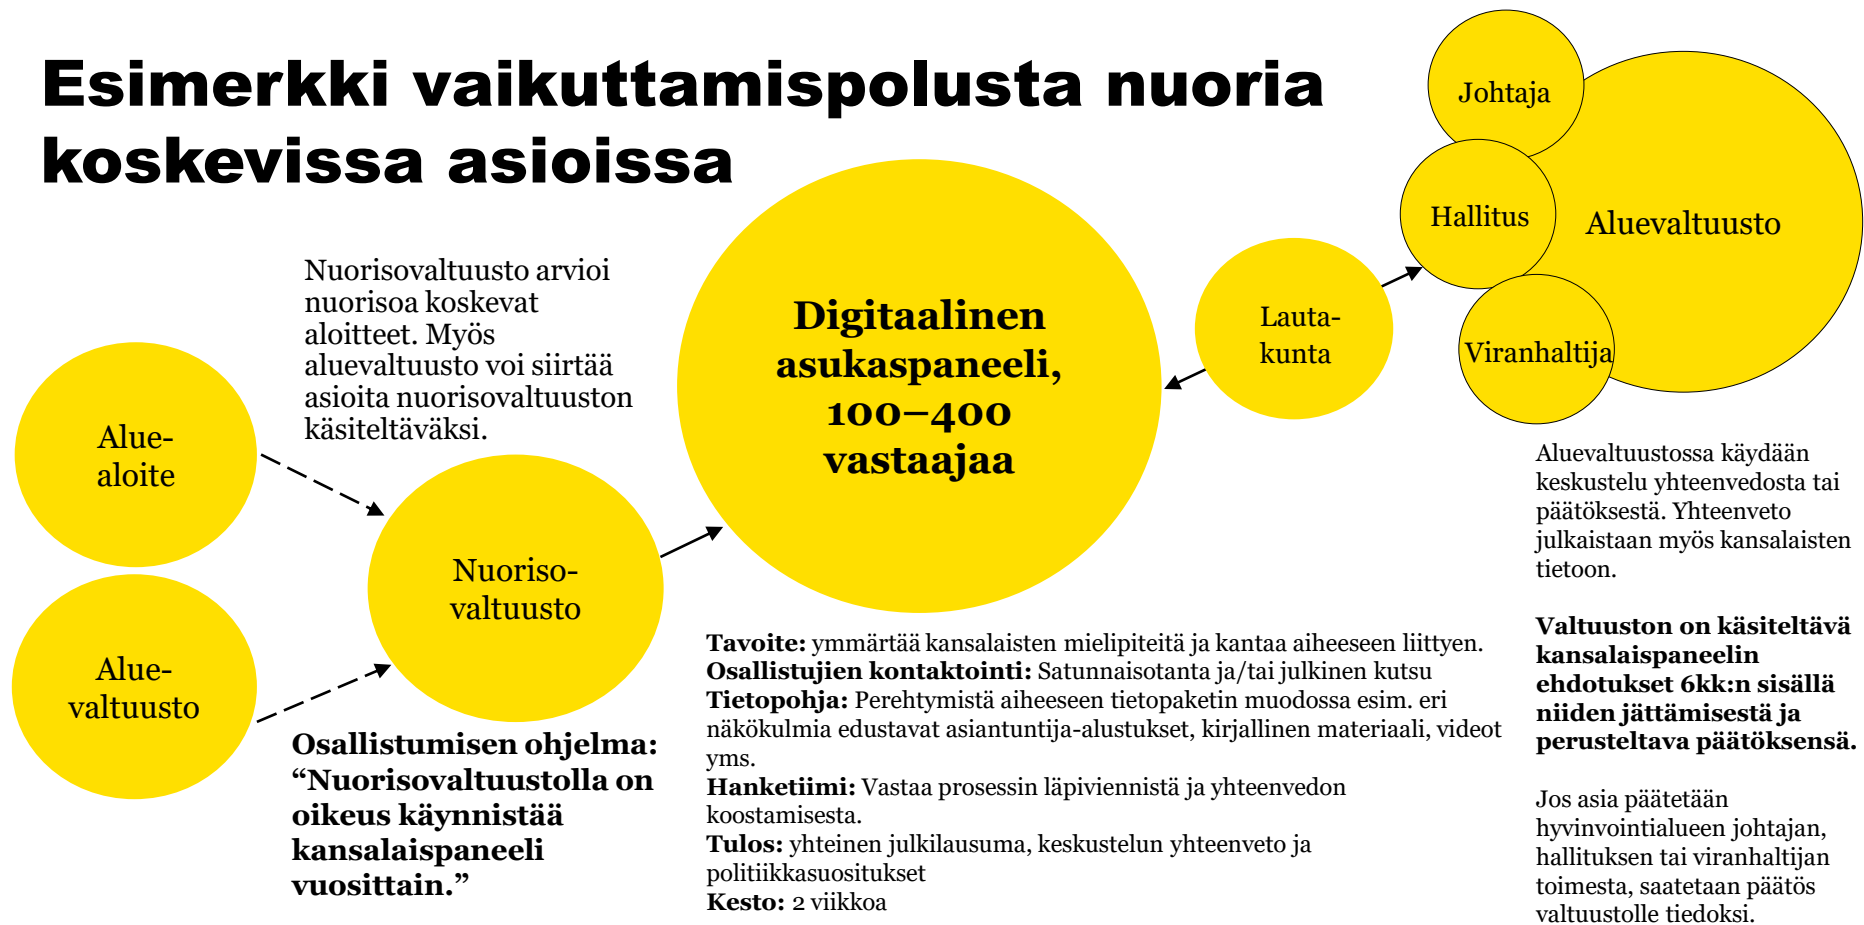 Esimerkki vaikuttamispolusta nuoria
koskevissa asioissa
Alue-
aloite
Alue-
valtuusto
Nuorisovaltuusto arvioi
nuorisoa koskevat
aloitteet. Myös
aluevaltuusto voi siirtää
asioita nuorisovaltuuston
käsiteltäväksi.
Nuoriso-
valtuusto
Osallistumisen ohjelma:
“Nuorisovaltuustolla on
oikeus käynnistää
kansalaispaneeli
vuosittain.”
Digitaalinen
asukaspaneeli,
100–400
vastaajaa
Tavoite: ymmärtää kansalaisten mielipiteitä ja kantaa aiheeseen liittyen.
Osallistujien kontaktointi: Satunnaisotanta ja/tai julkinen kutsu
Tietopohja: Perehtymistä aiheeseen tietopaketin muodossa esim. eri
näkökulmia edustavat asiantuntija-alustukset, kirjallinen materiaali, videot
yms.
Hanketiimi: Vastaa prosessin läpiviennistä ja yhteenvedon
koostamisesta.
Tulos: yhteinen julkilausuma, keskustelun yhteenveto ja
politiikkasuositukset
Kesto: 2 viikkoa
Lauta-
kunta
Johtaja
Hallitus
Viranhaltija
Aluevaltuusto
Aluevaltuustossa käydään
keskustelu yhteenvedosta tai
päätöksestä. Yhteenveto
julkaistaan myös kansalaisten
tietoon.
Valtuuston on käsiteltävä
kansalaispaneelin
ehdotukset 6kk:n sisällä
niiden jättämisestä ja
perusteltava päätöksensä.
Jos asia päätetään
hyvinvointialueen johtajan,
hallituksen tai viranhaltijan
toimesta, saatetaan päätös
valtuustolle tiedoksi.